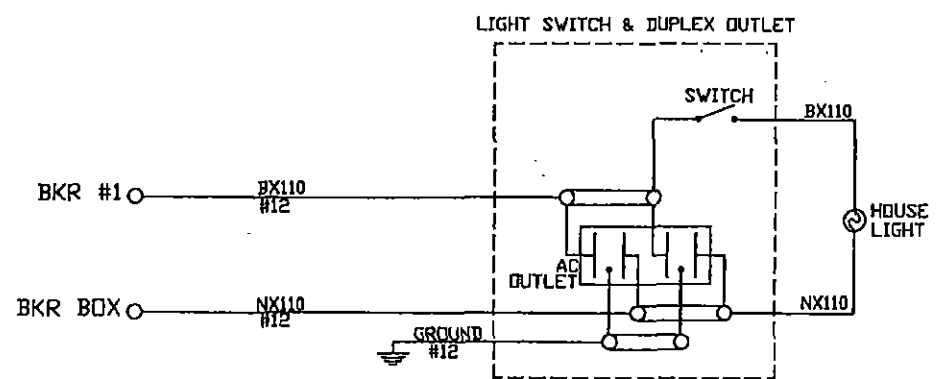 LIGHT SWITCH & DUPLEX OUTLET
SWITCH
BX110
BKR #1
BX110
#12
HOUSE
LIGHT
AC
OUTLET
BKR BOX
NX110
#12
NX110
GROUND
#12